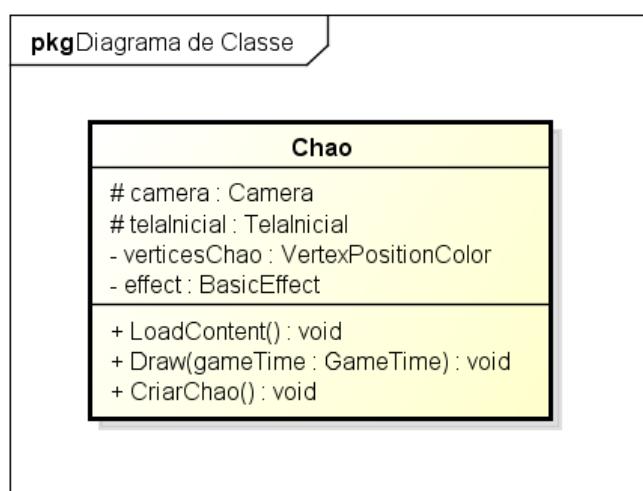 pkgDiagrama de Classe
Chao
# camera : Camera
# telaInicial : TelaInicial
- verticesChao : VertexPositionColor
- effect : BasicEffect
+ LoadContent() : void
+ Draw(gameTime : GameTime) : void
+ CriarChao() : void